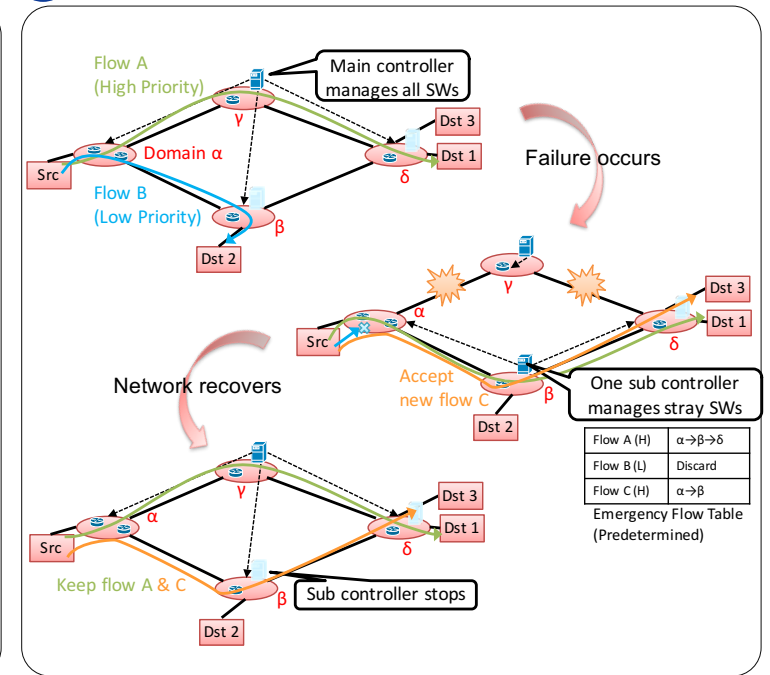 Flow A
(High Priority)
Main controller
manages all SWs
γ
Dst 3
Domain α
Dst 1
Src
δ
Flow B
(Low Priority)
β
Dst 2
Failure occurs
γ
Dst 3
α
Dst 1
Src
δ
Accept
new flow C
β
Dst 2
One sub controller
manages stray SWs
Flow A (H) α→β→δ
Flow B (L) Discard
Flow C (H) α→β
Emergency Flow Table
(Predetermined)
Network recovers
γ
Dst 3
α
Dst 1
Src
δ
Keep flow A & C
β
Sub controller stops
Dst 2